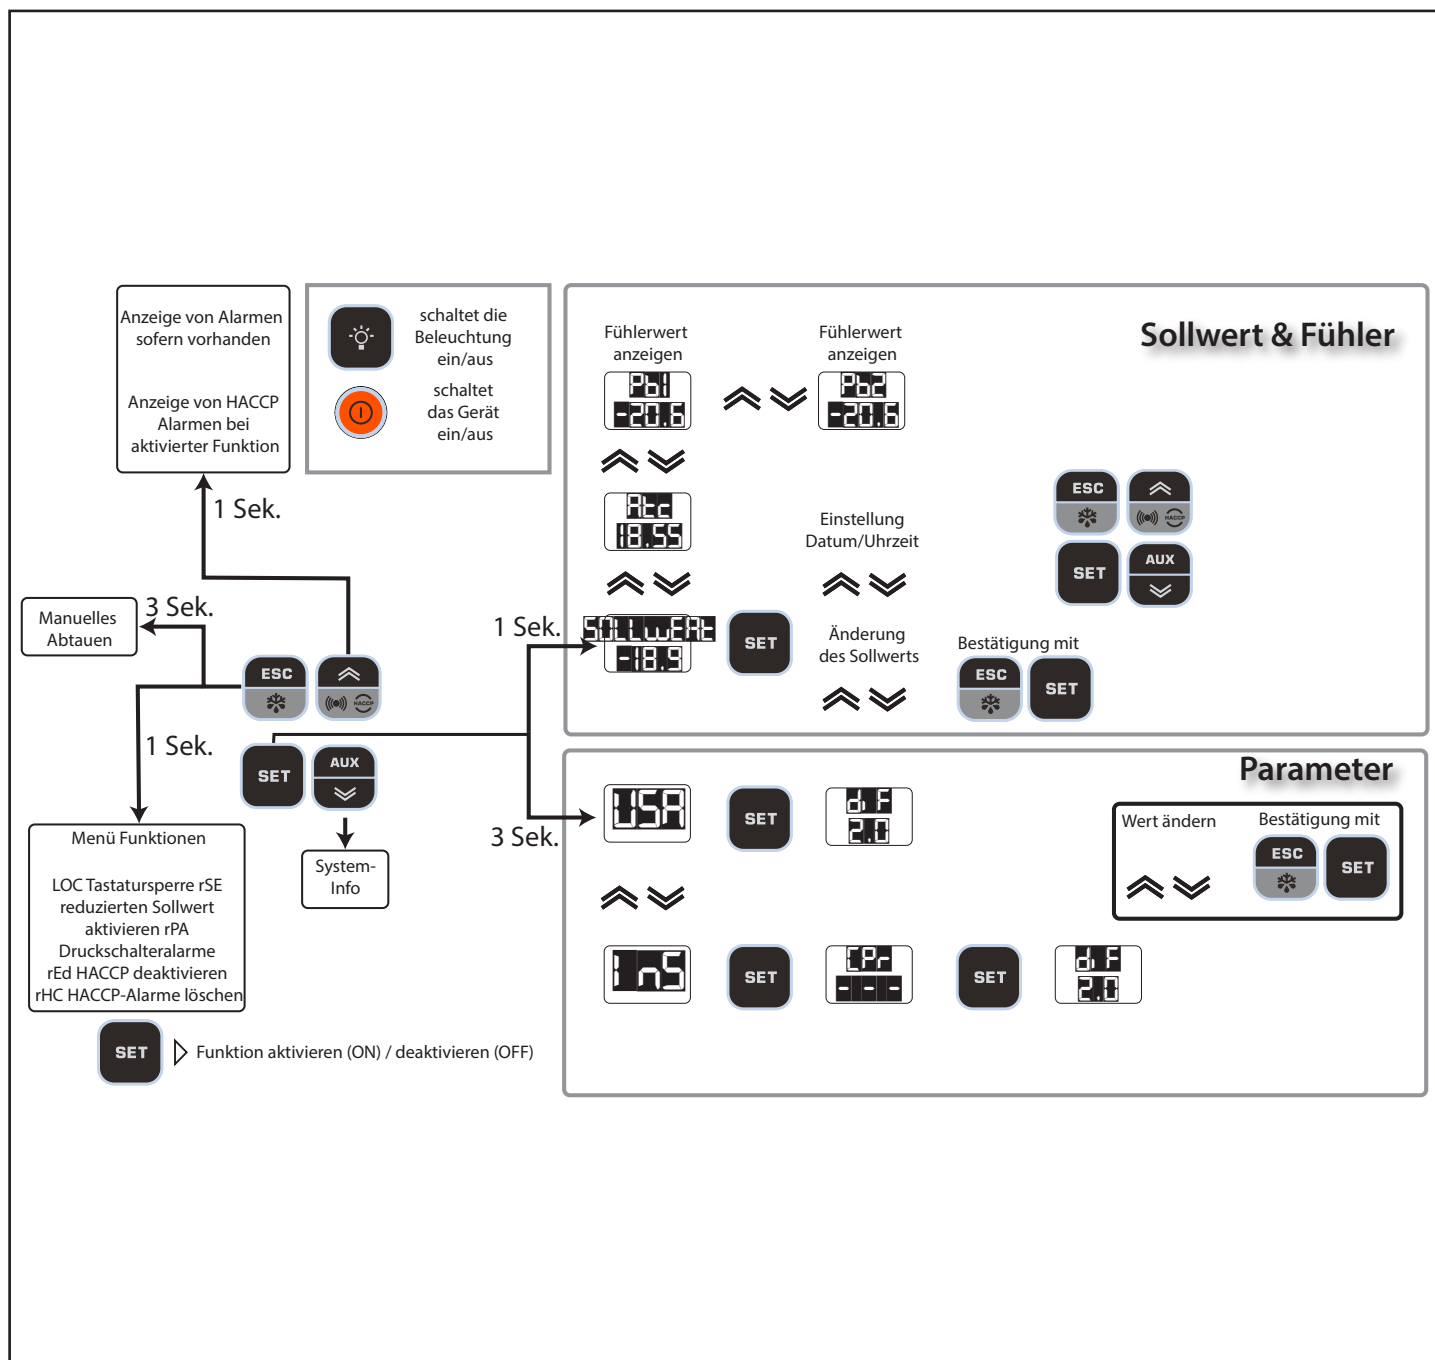 Anzeige von Alarmen
sofern vorhanden
Anzeige von HACCP
Alarmen bei
aktivierter Funktion
schaltet die
Beleuchtung
ein/aus
schaltet
das Gerät
ein/aus
1 Sek.
3 Sek.
Manuelles
Abtauen
ESC
HACCP
1 Sek.
SET
AUX
System-
Info
Menü Funktionen
LOC Tastatursperre rSE
reduzierten Sollwert
aktivieren rPA
Druckschalteralarme
rEd HACCP deaktivieren
rHC HACCP-Alarme löschen
SET
Funktion aktivieren (ON) / deaktivieren (OFF)
Sollwert & Fühler
Fühlerwert
anzeigen
Pb1
-20.6
Fühlerwert
anzeigen
Pb2
-20.6
Rtc
18.55
Einstellung
Datum/Uhrzeit
ESC
HACCP
SET
AUX
1 Sek.
SOLLwERt
-18.9
SET
Änderung
des Sollwerts
Bestätigung mit
ESC
SET
Parameter
3 Sek.
USA
SET
diF
2.0
Wert ändern
Bestätigung mit
ESC
SET
InS
SET
CPr
---
SET
diF
2.0